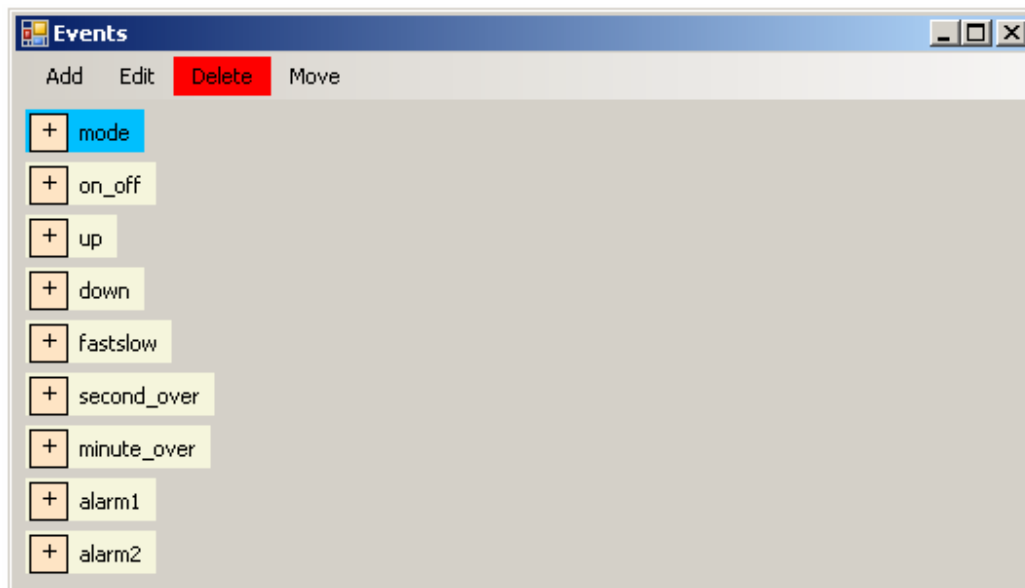 Events
Add Edit Delete Move
+ mode
+ on_off
+ up
+ down
+ fastslow
+ second_over
+ minute_over
+ alarm1
+ alarm2